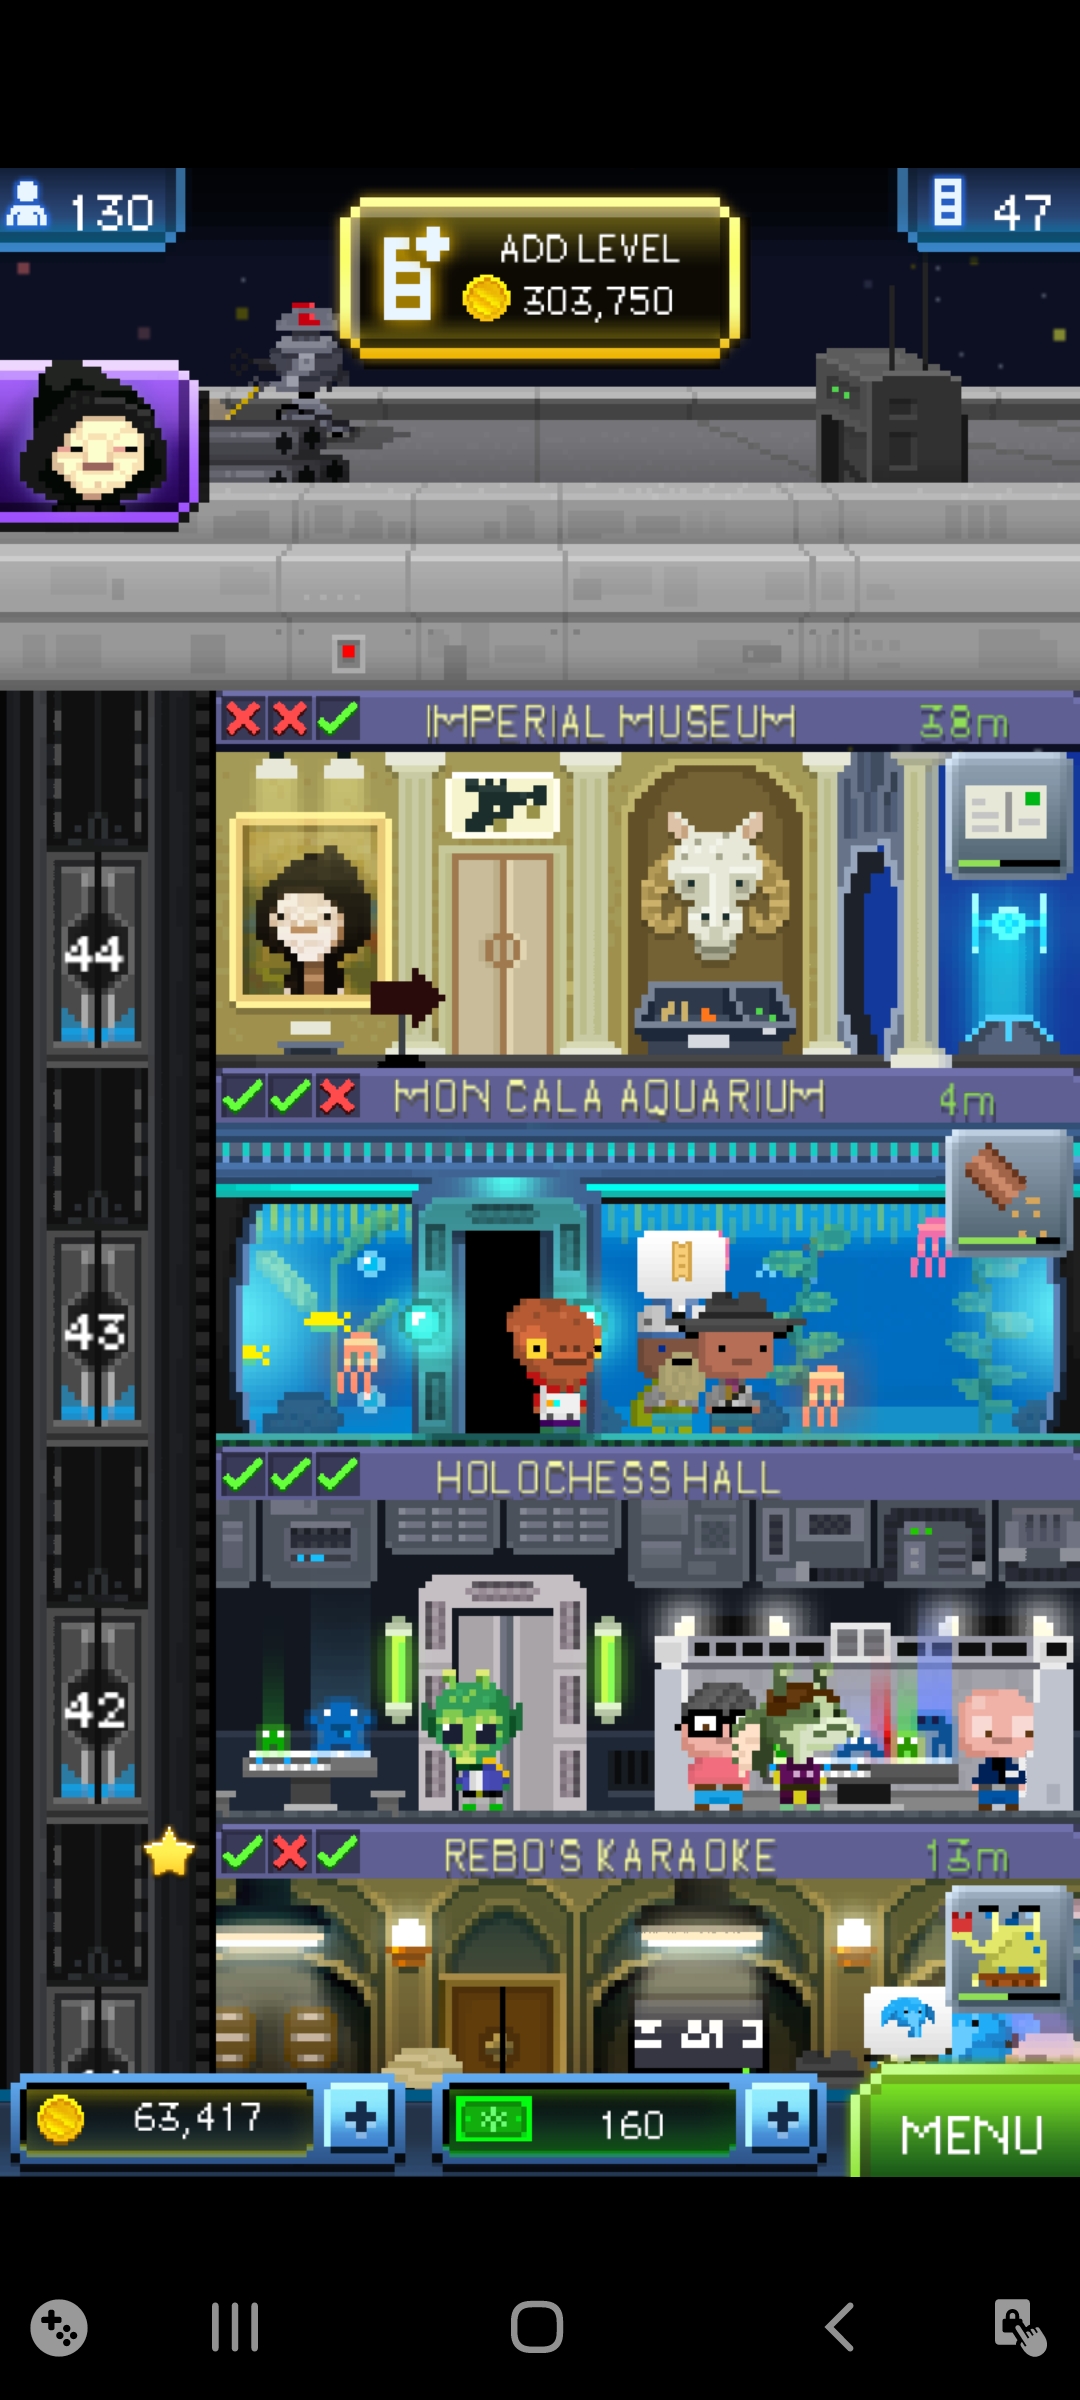 130
ADD LEVEL
303,750
47
IMPERIAL MUSEUM 38m
44
MON CALA AQUARIUM 4m
43
HOLOCHESS HALL
42
REBO'S KARAOKE 13m
63,417
160
MENU